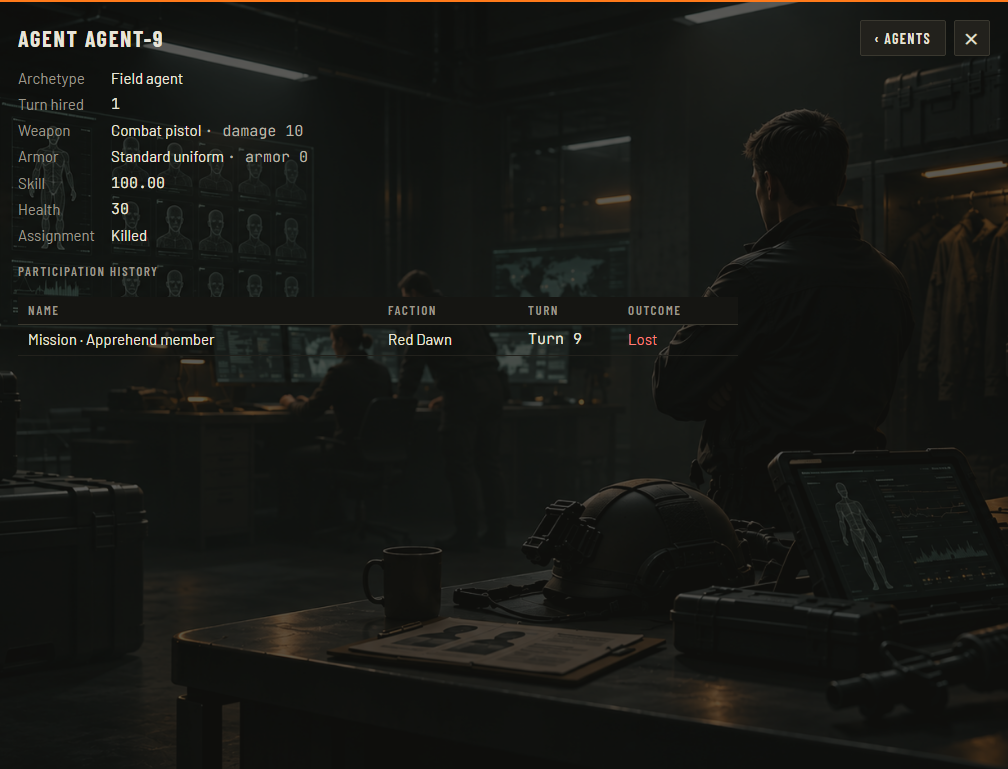 AGENT AGENT-9
‹ AGENTS
Archetype Field agent
Turn hired 1
Weapon Combat pistol · damage 10
Armor Standard uniform · armor 0
Skill 100.00
Health 30
Assignment Killed
PARTICIPATION HISTORY
NAME FACTION TURN OUTCOME
Mission · Apprehend member Red Dawn Turn 9 Lost